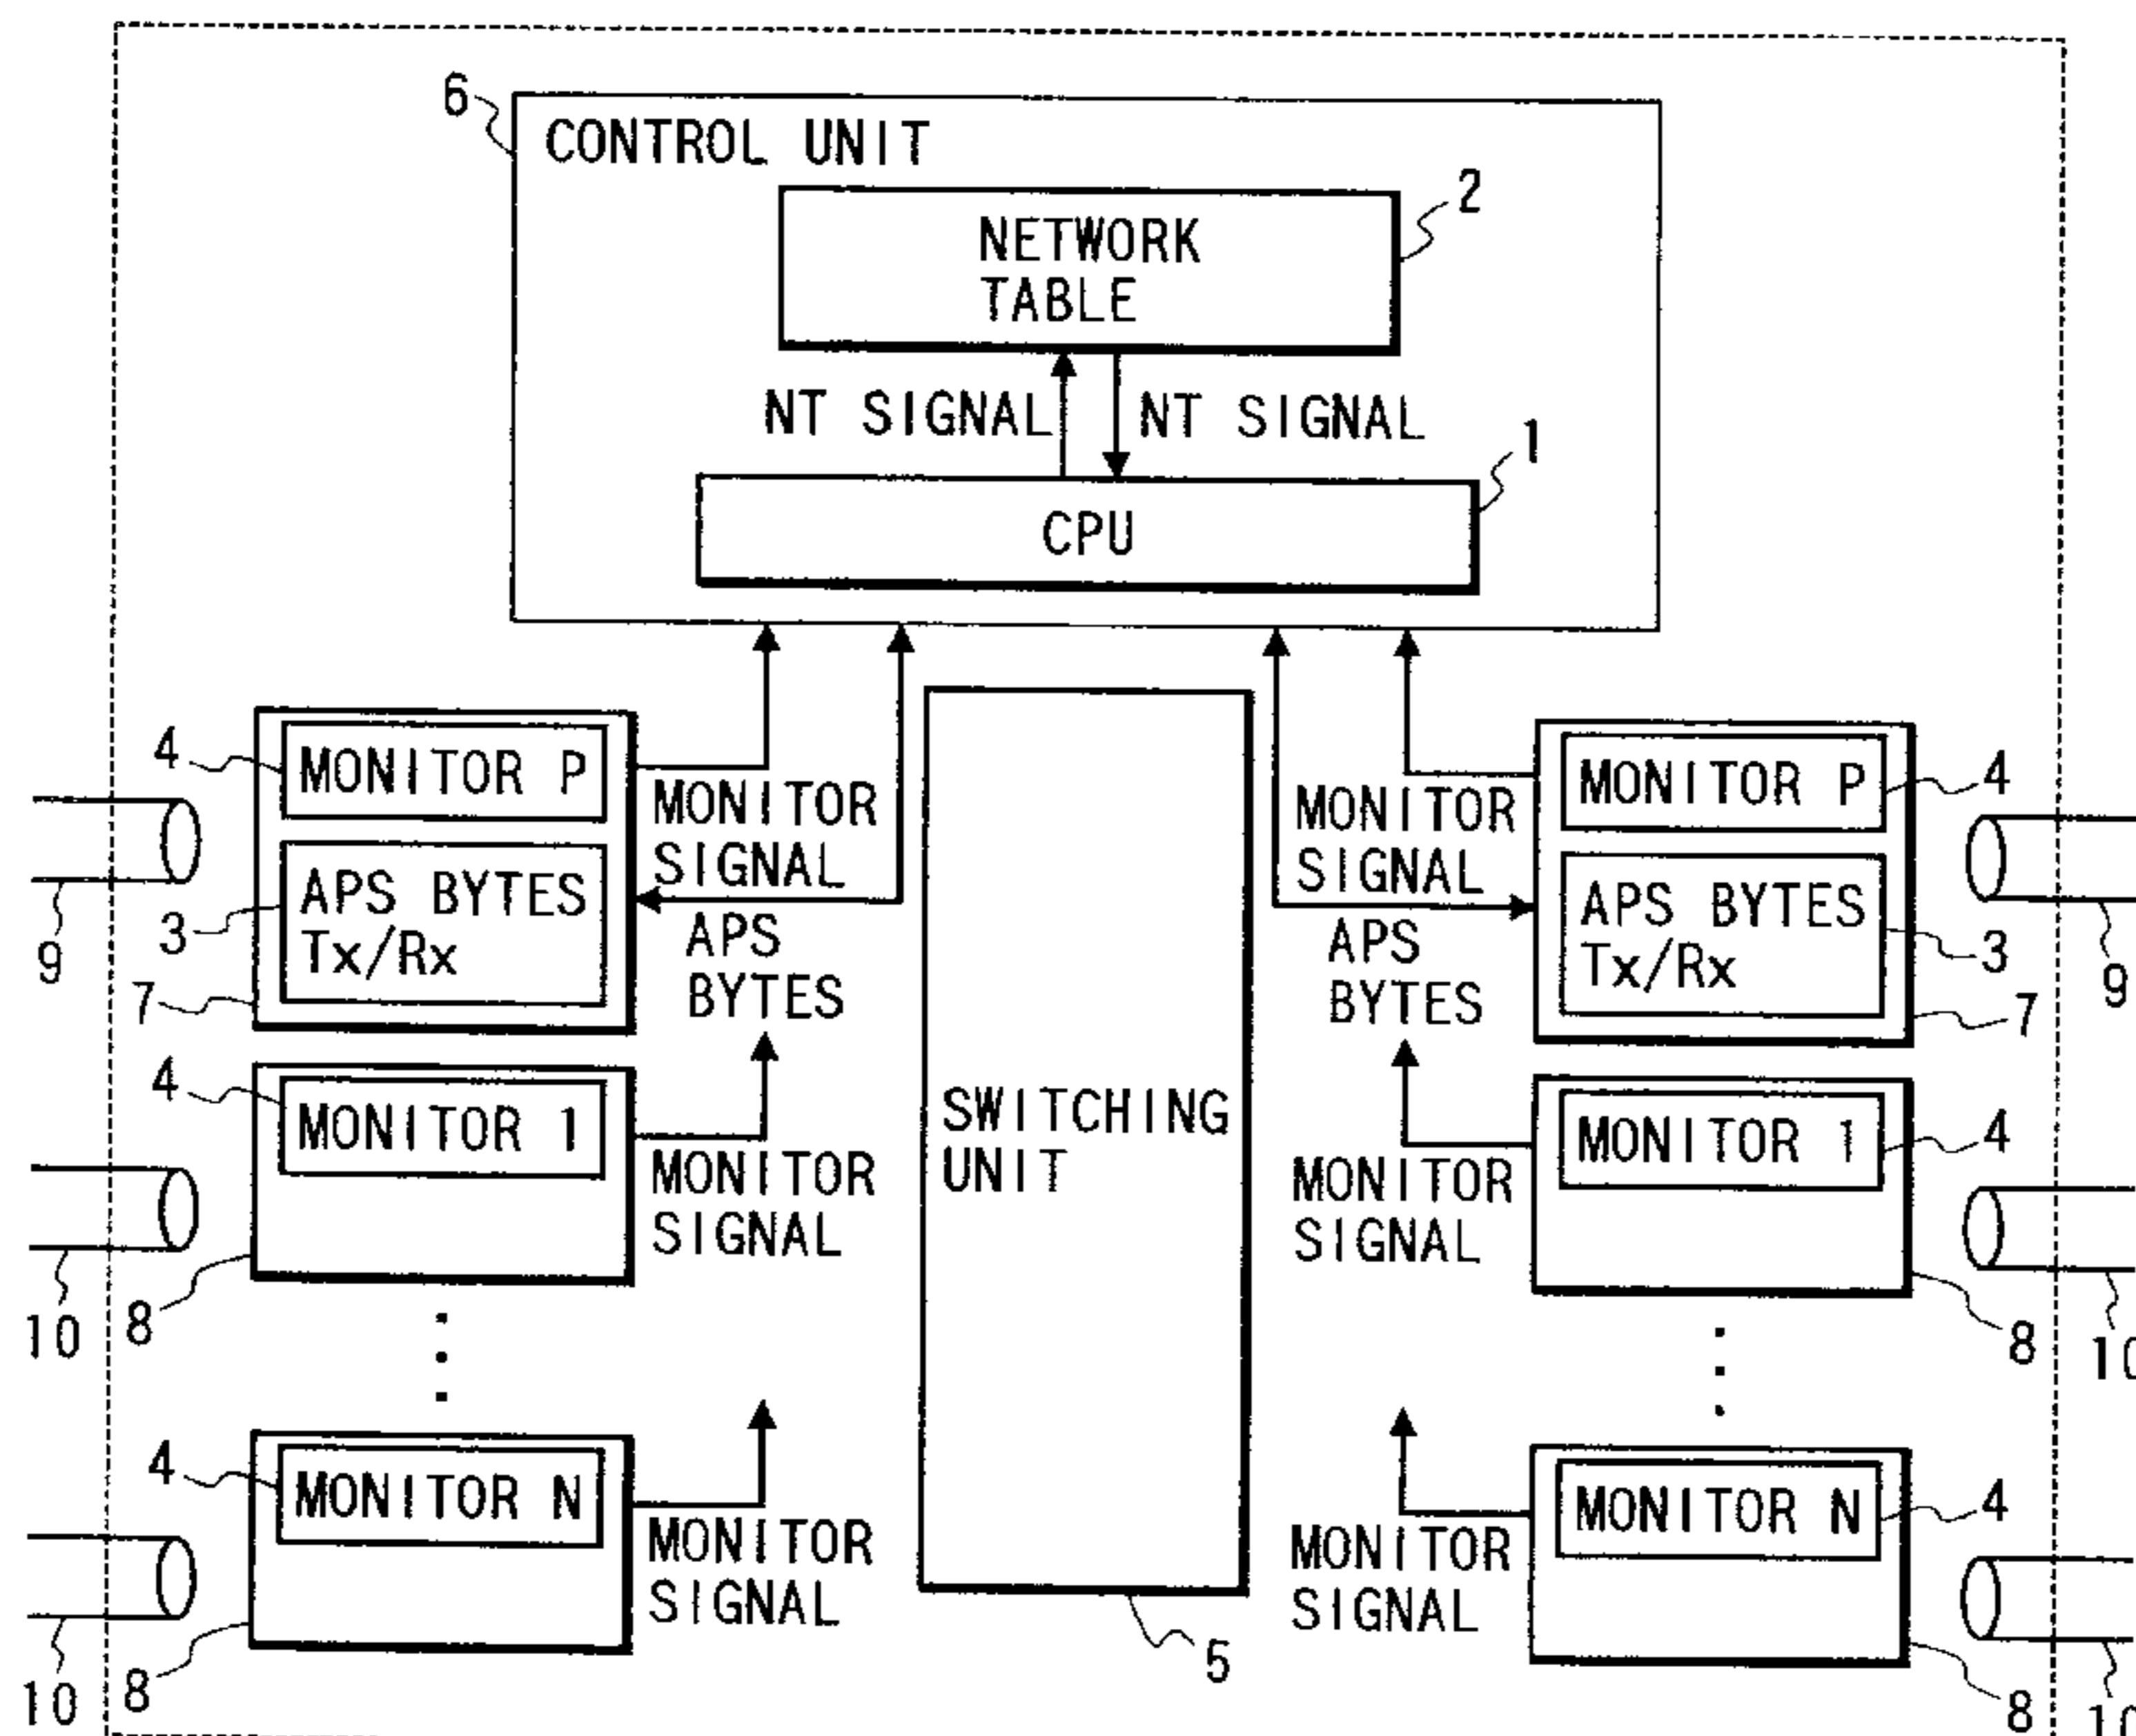 6
CONTROL UNIT
2
NETWORK
TABLE
NT SIGNAL
NT SIGNAL
1
CPU
4
MONITOR P
MONITOR
SIGNAL
3
APS BYTES
Tx/Rx
APS
BYTES
9
7
4
MONITOR 1
MONITOR
SIGNAL
10
8
4
MONITOR N
MONITOR
SIGNAL
10
8
SWITCHING
UNIT
5
MONITOR P
4
MONITOR
SIGNAL
APS BYTES
Tx/Rx
3
APS
BYTES
9
7
MONITOR 1
4
MONITOR
SIGNAL
8
10
MONITOR N
4
MONITOR
SIGNAL
8
10